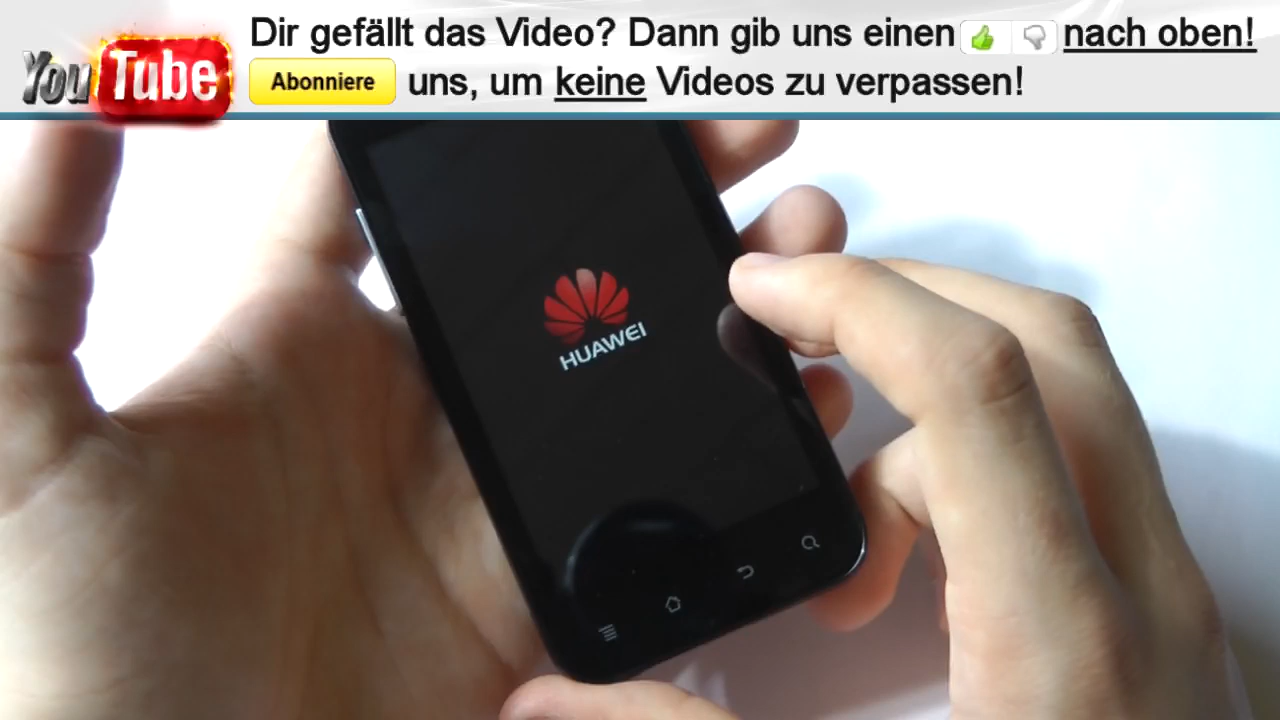 Dir gefällt das Video? Dann gib uns einen nach oben!
YouTube
Abonniere uns, um keine Videos zu verpassen!
HUAWEI